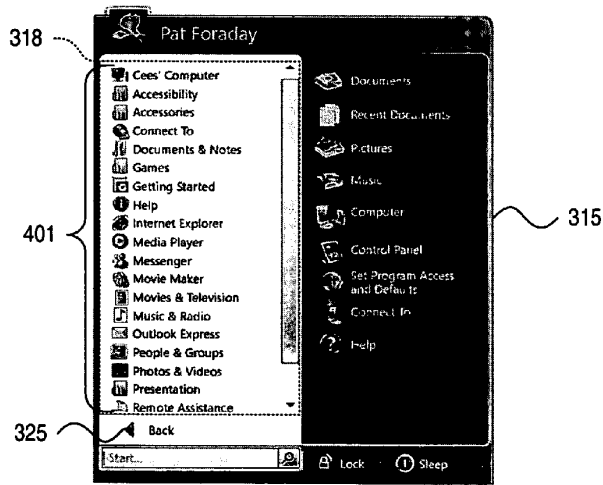 318
Pat Foraday
401
Cees' Computer
Accessibility
Accessories
Connect To
Documents & Notes
Games
Getting Started
Help
Internet Explorer
Media Player
Messenger
Movie Maker
Movies & Television
Music & Radio
Outlook Express
People & Groups
Photos & Videos
Presentation
Remote Assistance
325
Back
Start...
Documents
Recent Documents
Pictures
Music
Computer
Control Panel
Set Program Access
and Defaults
Connect To
Help
315
Lock
Sleep